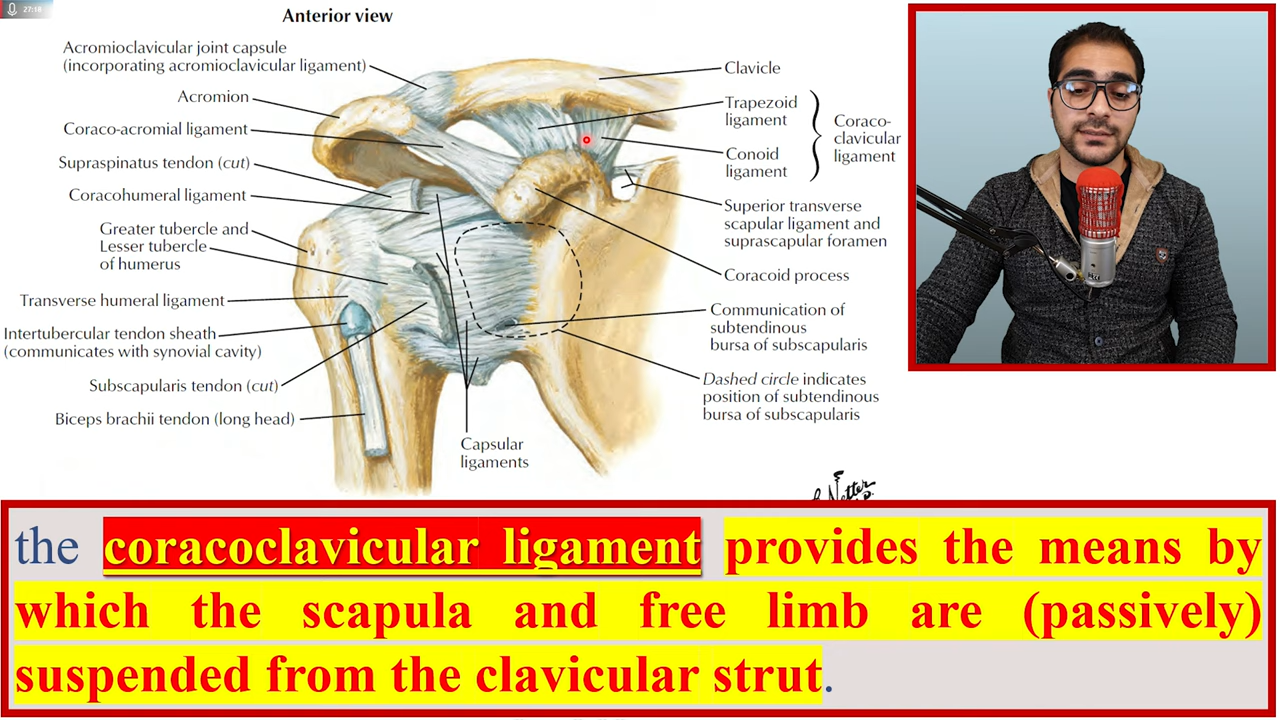 27:18
Anterior view
Acromioclavicular joint capsule
(incorporating acromioclavicular ligament)
Acromion
Coraco-acromial ligament
Supraspinatus tendon (cut)
Coracohumeral ligament
Greater tubercle and
Lesser tubercle
of humerus
Transverse humeral ligament
Intertubercular tendon sheath
(communicates with synovial cavity)
Subscapularis tendon (cut)
Biceps brachii tendon (long head)
Capsular
ligaments
Clavicle
Trapezoid
ligament
Conoid
ligament
Coraco-
clavicular
ligament
Superior transverse
scapular ligament and
suprascapular foramen
Coracoid process
Communication of
subtendinous
bursa of subscapularis
Dashed circle indicates
position of subtendinous
bursa of subscapularis
Netter
the coracoclavicular ligament provides the means by
which the scapula and free limb are (passively)
suspended from the clavicular strut.